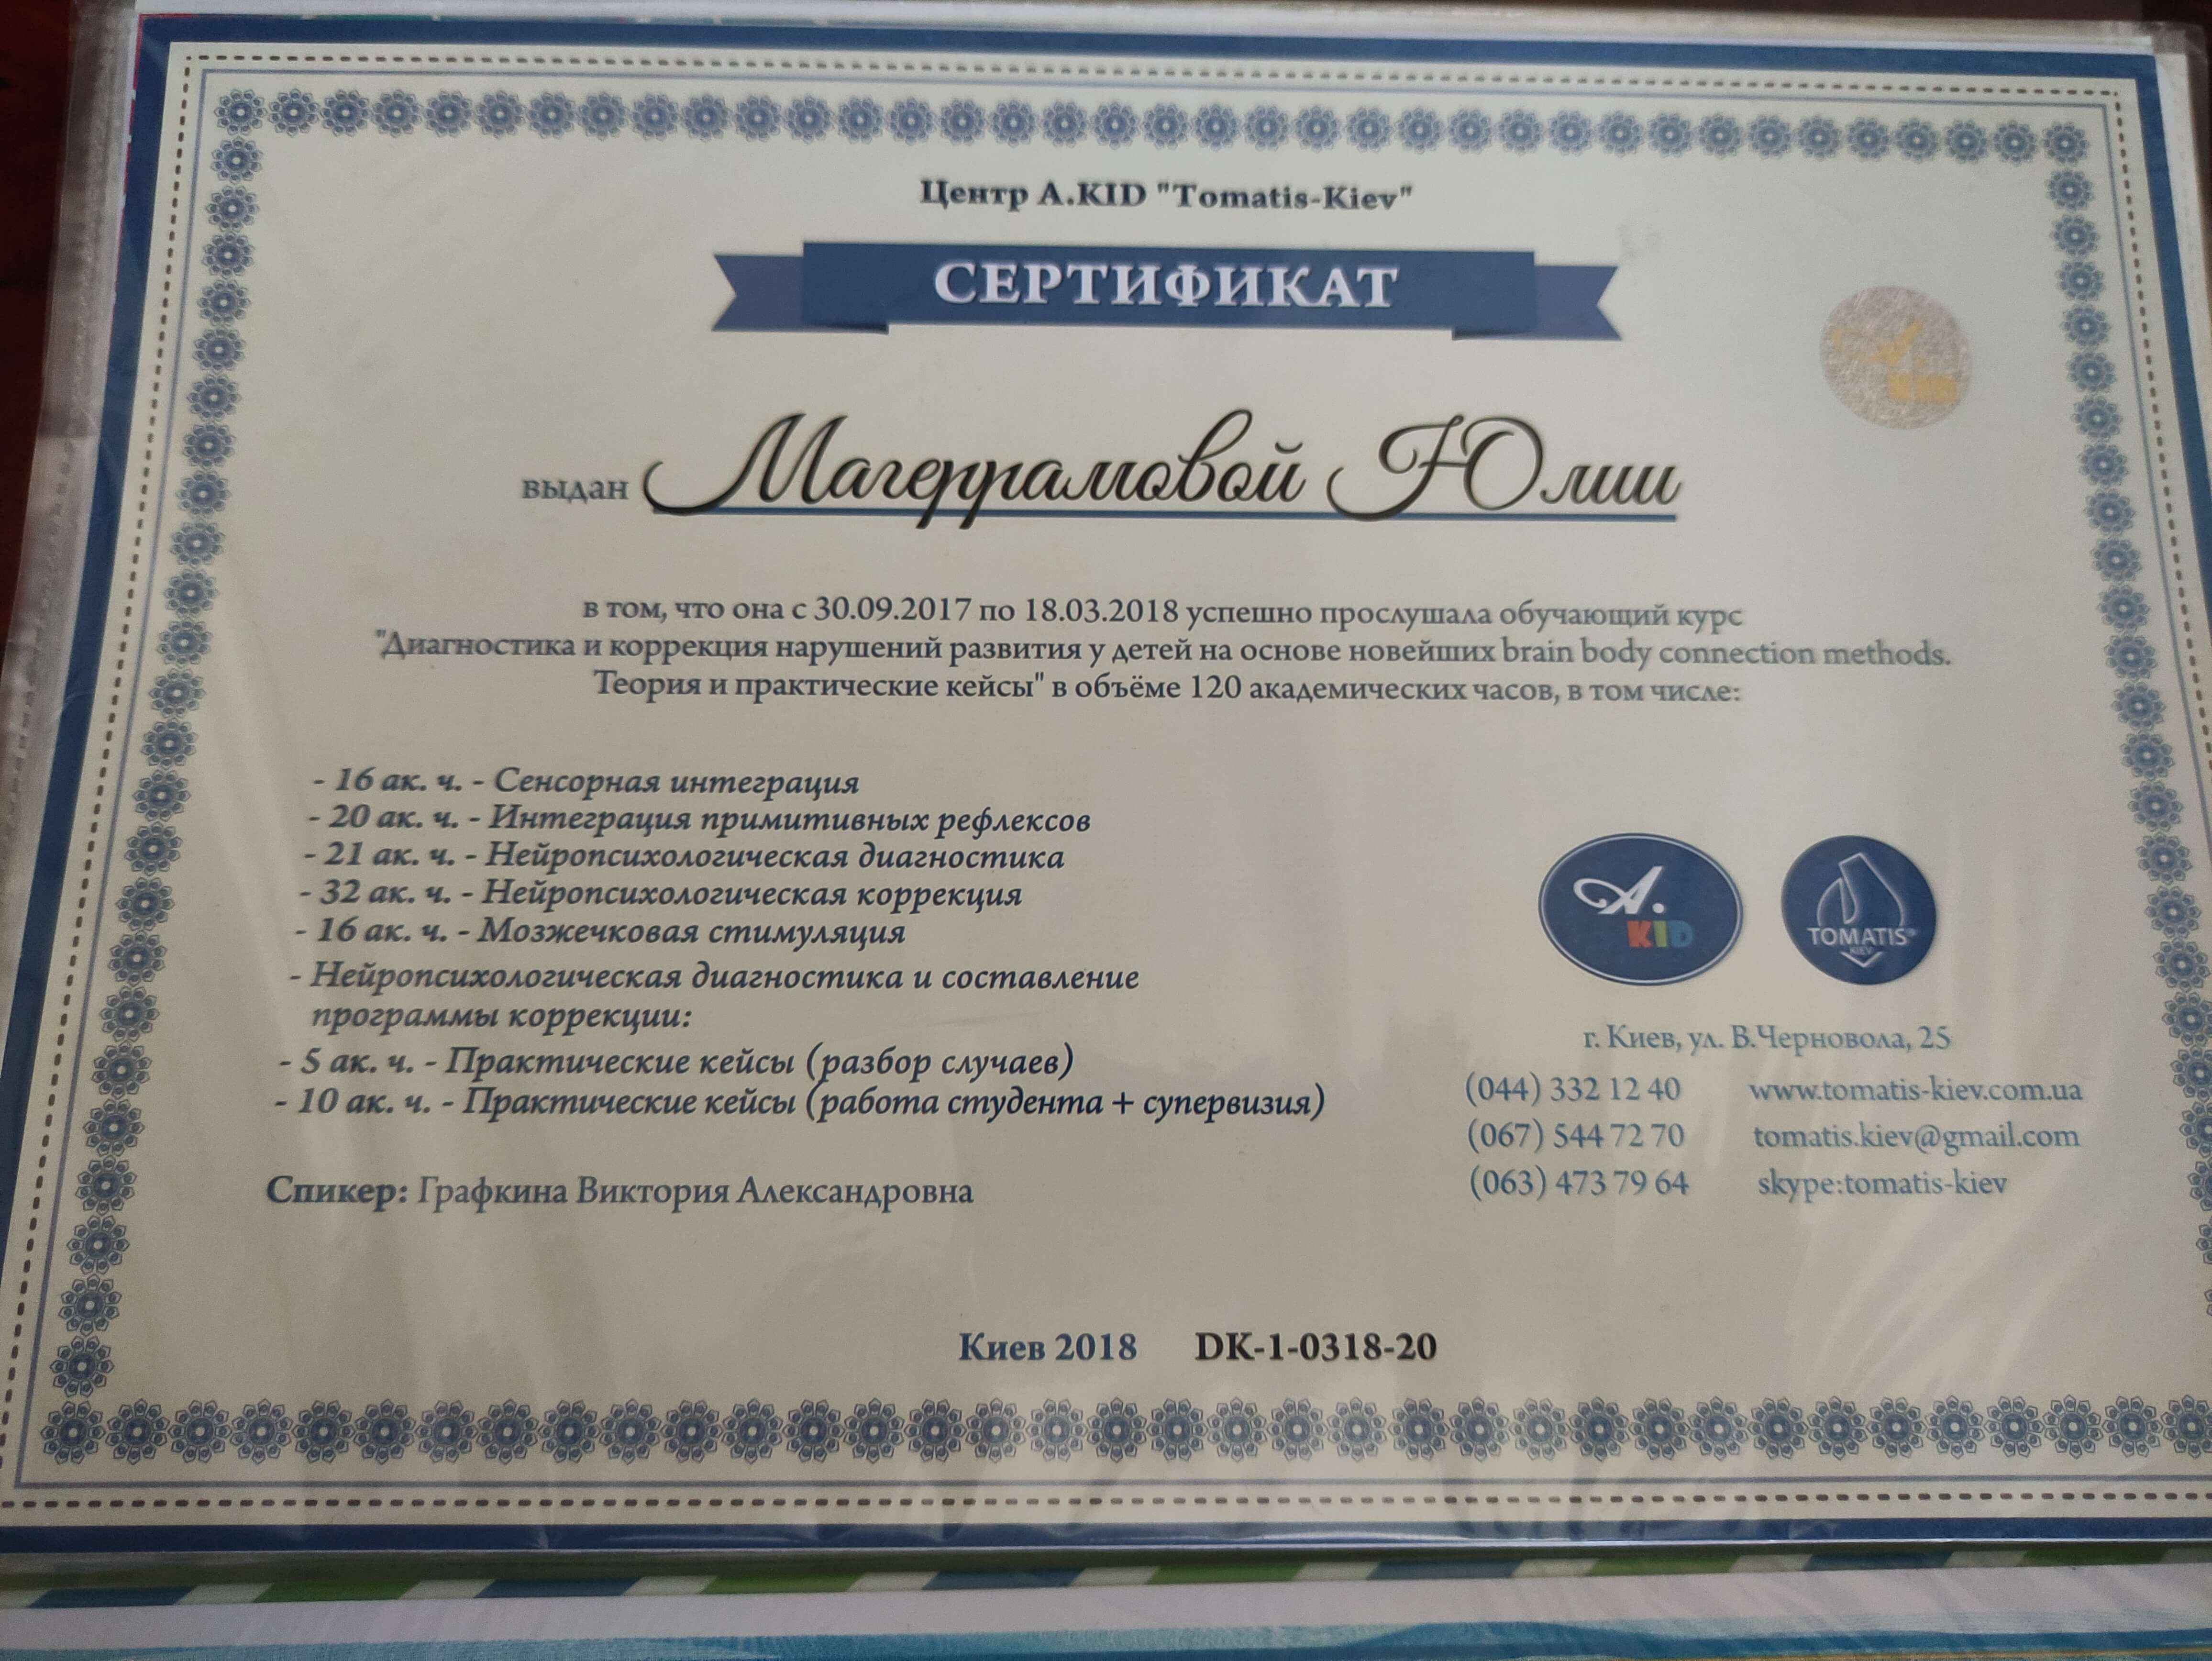 Центр A.KID "Tomatis-Kiev"
СЕРТИФИКАТ
выдан Магеррамовой Юлии
в том, что она с 30.09.2017 по 18.03.2018 успешно прослушала обучающий курс
"Диагностика и коррекция нарушений развития у детей на основе новейших brain body connection methods.
Теория и практические кейсы" в объёме 120 академических часов, в том числе:
- 16 ак. ч. - Сенсорная интеграция
- 20 ак. ч. - Интеграция примитивных рефлексов
- 21 ак. ч. - Нейропсихологическая диагностика
- 32 ак. ч. - Нейропсихологическая коррекция
- 16 ак. ч. - Мозжечковая стимуляция
- Нейропсихологическая диагностика и составление
программы коррекции:
- 5 ак. ч. - Практические кейсы (разбор случаев)
- 10 ак. ч. - Практические кейсы (работа студента + супервизия)
Спикер: Графкина Виктория Александровна
A.
KID
TOMATIS®
KIEV
г. Киев, ул. В.Черновола, 25
(044) 332 12 40 www.tomatis-kiev.com.ua
(067) 544 72 70 tomatis.kiev@gmail.com
(063) 473 79 64 skype:tomatis-kiev
Киев 2018 DK-1-0318-20